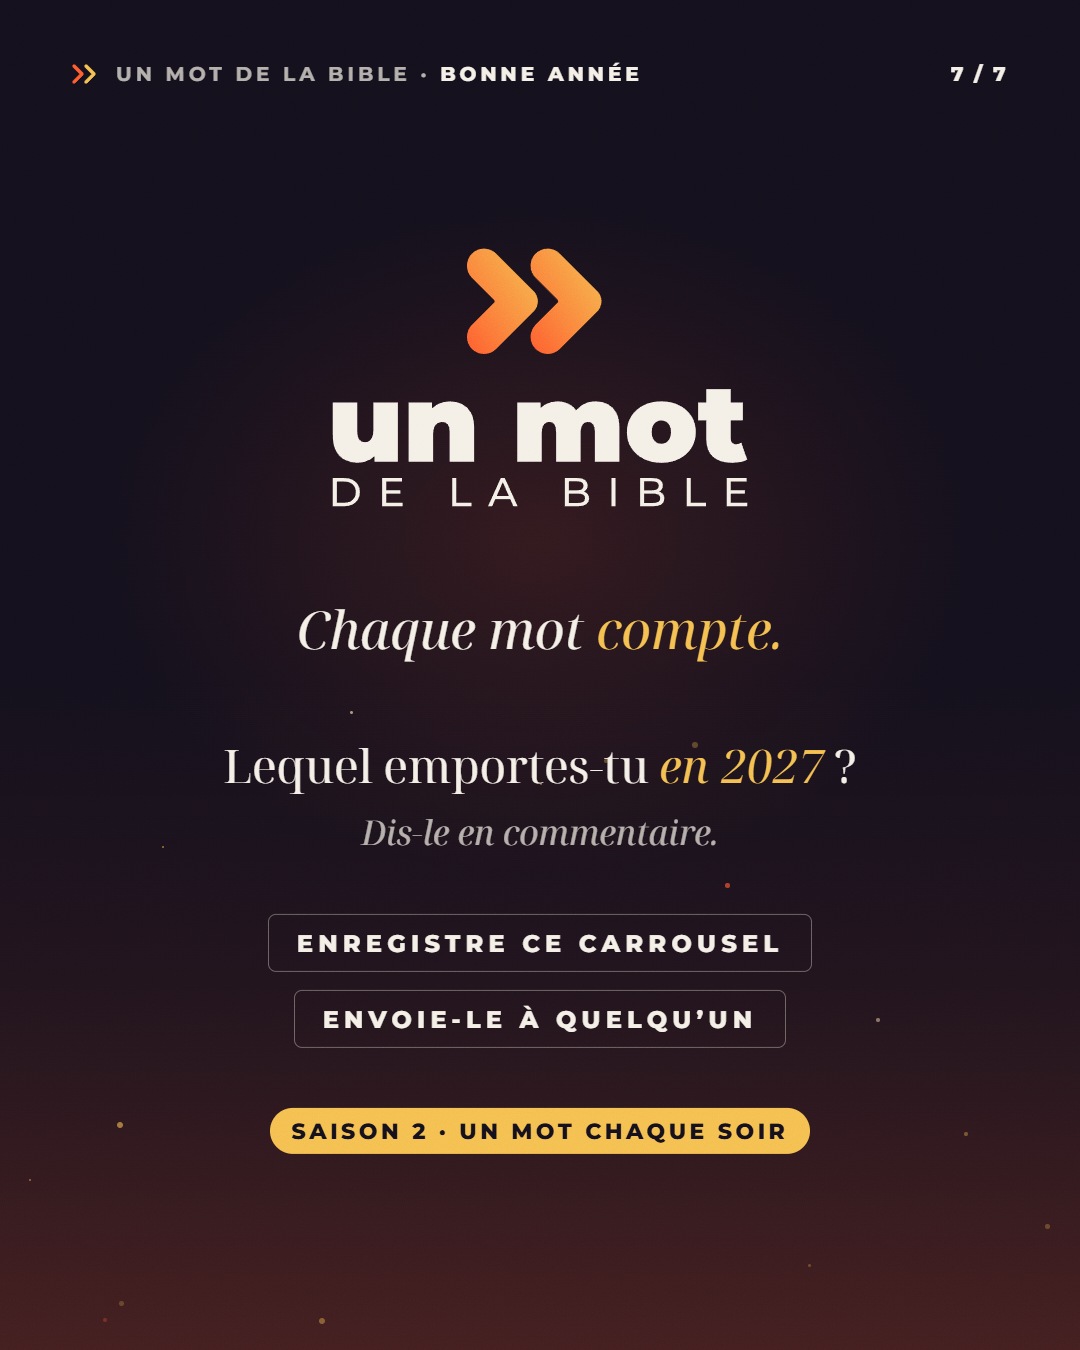 UN MOT DE LA BIBLE · BONNE ANNÉE
7 / 7
un mot
DE LA BIBLE
Chaque mot compte.
Lequel emportes-tu en 2027 ?
Dis-le en commentaire.
ENREGISTRE CE CARROUSEL
ENVOIE-LE À QUELQU’UN
SAISON 2 · UN MOT CHAQUE SOIR